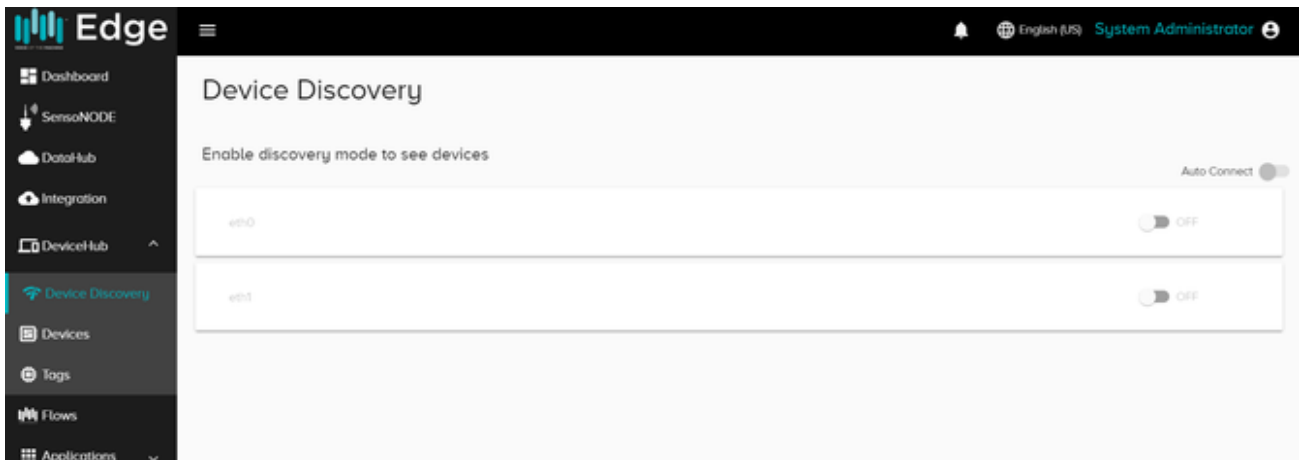 Edge
English (US) System Administrator
Dashboard
SensoNODE
DataHub
Integration
DeviceHub
Device Discovery
Devices
Tags
Flows
Applications
Device Discovery
Enable discovery mode to see devices
Auto Connect
eth0
OFF
eth1
OFF